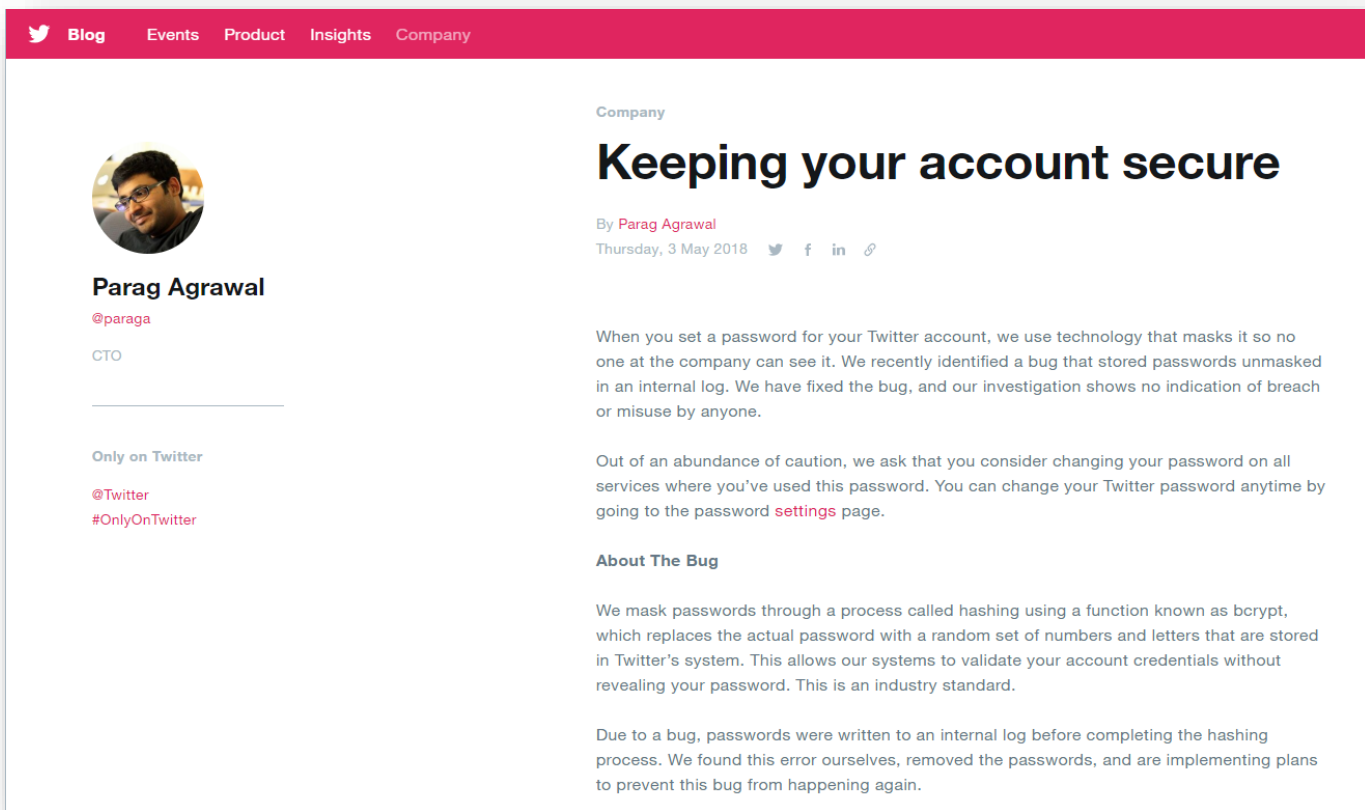 Blog Events Product Insights Company
Parag Agrawal
@paraga
CTO
Only on Twitter
@Twitter
#OnlyOnTwitter
Company
Keeping your account secure
By Parag Agrawal
Thursday, 3 May 2018
When you set a password for your Twitter account, we use technology that masks it so no
one at the company can see it. We recently identified a bug that stored passwords unmasked
in an internal log. We have fixed the bug, and our investigation shows no indication of breach
or misuse by anyone.
Out of an abundance of caution, we ask that you consider changing your password on all
services where you’ve used this password. You can change your Twitter password anytime by
going to the password settings page.
About The Bug
We mask passwords through a process called hashing using a function known as bcrypt,
which replaces the actual password with a random set of numbers and letters that are stored
in Twitter’s system. This allows our systems to validate your account credentials without
revealing your password. This is an industry standard.
Due to a bug, passwords were written to an internal log before completing the hashing
process. We found this error ourselves, removed the passwords, and are implementing plans
to prevent this bug from happening again.